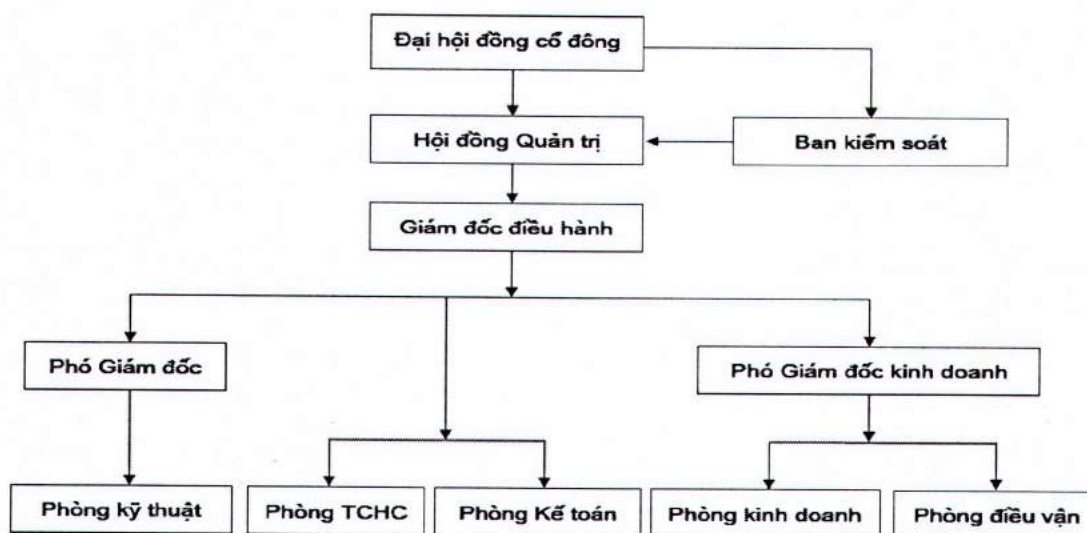 Đại hội đồng cổ đông
Hội đồng Quản trị
Ban kiểm soát
Giám đốc điều hành
Phó Giám đốc
Phó Giám đốc kinh doanh
Phòng kỹ thuật
Phòng TCHC
Phòng Kế toán
Phòng kinh doanh
Phòng điều vận